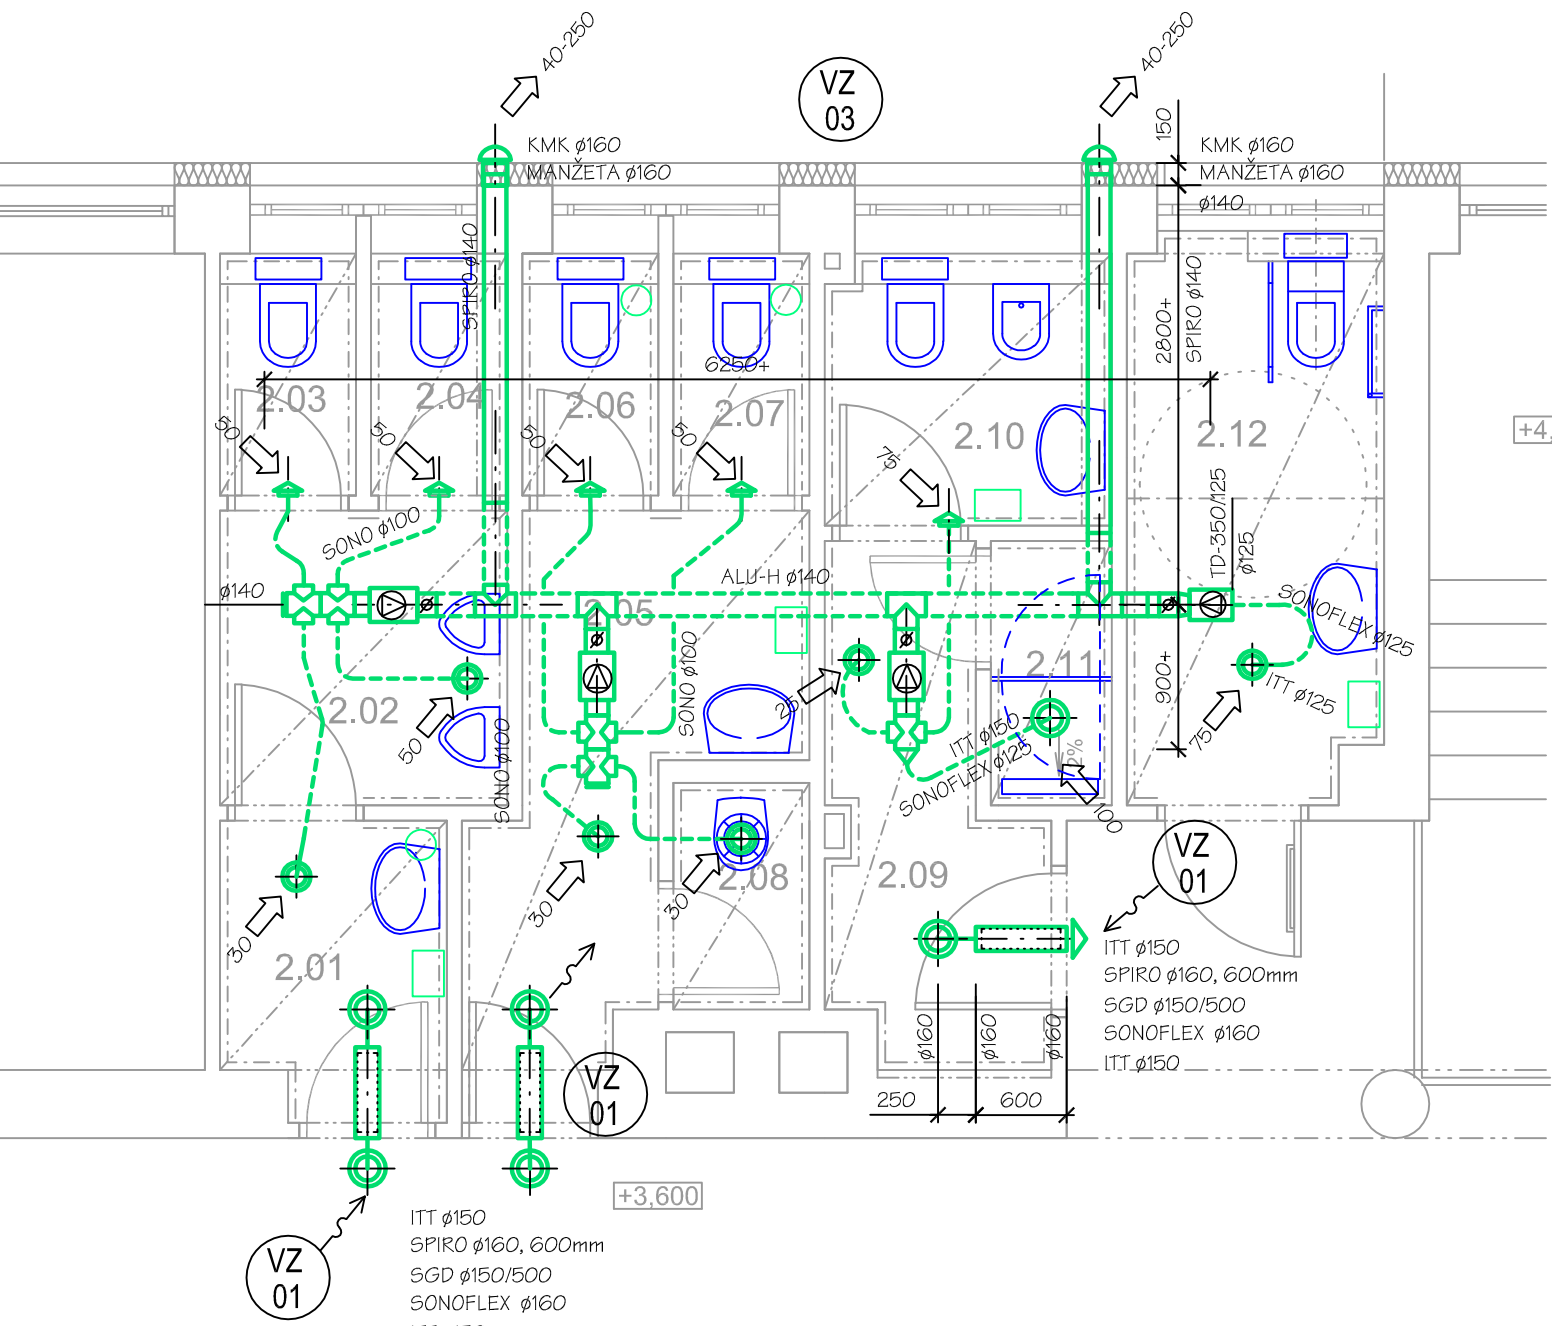 40-250
40-250
VZ
03
150
KMK ø160
MANŽETA ø160
KMK ø160
MANŽETA ø160
ø140
SPIRO ø140
2800+
SPIRO ø140
6250+
2.03
2.04
2.06
2.07
2.10
2.12
+4,
50
50
50
50
75
SONO ø100
TD-350/125
ø125
ø140
ALU-H ø140
2.05
SONOFLEX ø125
SONO ø100
2.11
900+
ITT ø125
25
2.02
50
SONO ø100
ITT ø150
SONOFLEX ø125
2%
75
100
VZ
01
30
30
30
2.08
2.09
2.01
ITT ø150
SPIRO ø160, 600mm
SGD ø150/500
SONOFLEX ø160
ITT ø150
ø160
ø160
ø160
250
600
VZ
01
+3,600
VZ
01
ITT ø150
SPIRO ø160, 600mm
SGD ø150/500
SONOFLEX ø160